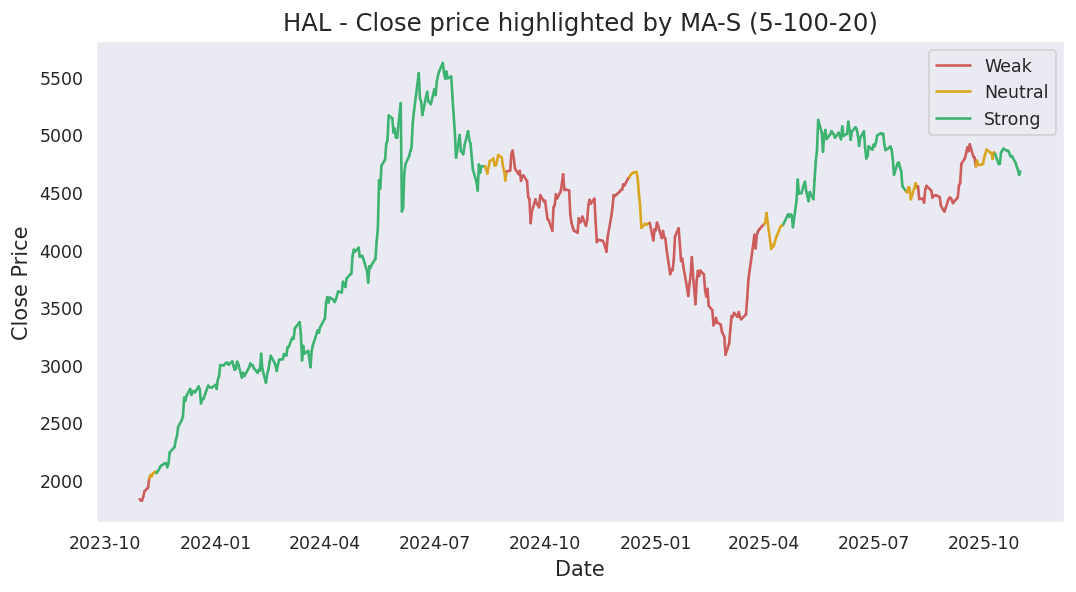 HAL - Close price highlighted by MA-S (5-100-20)
Weak
Neutral
Strong
5500
5000
4500
4000
3500
3000
2500
2000
Close Price
2023-10 2024-01 2024-04 2024-07 2024-10 2025-01 2025-04 2025-07 2025-10
Date